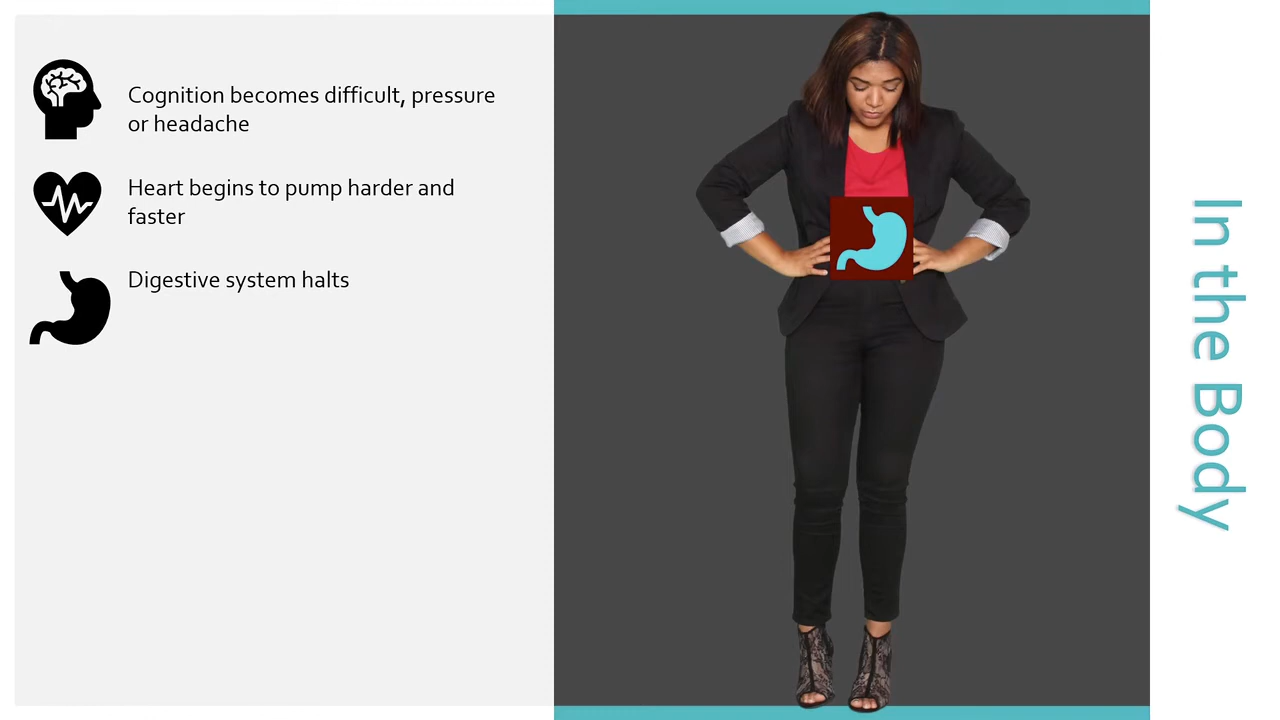 Cognition becomes difficult, pressure
or headache
Heart begins to pump harder and
faster
Digestive system halts
In the Body